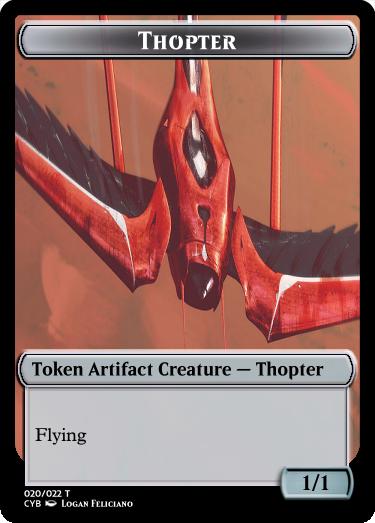 Thopter
Token Artifact Creature — Thopter
Flying
1/1
020/022 T
CYB Logan Feliciano